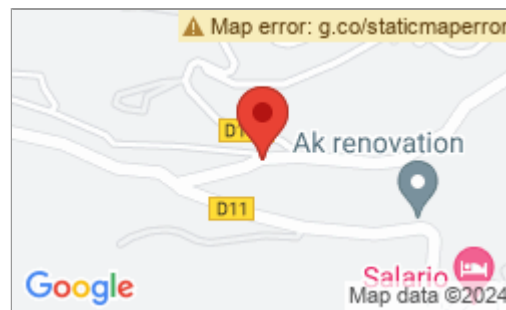 Map error: g.co/staticmaperror
D1
Ak renovation
D11
Salario
Google
Map data ©2024